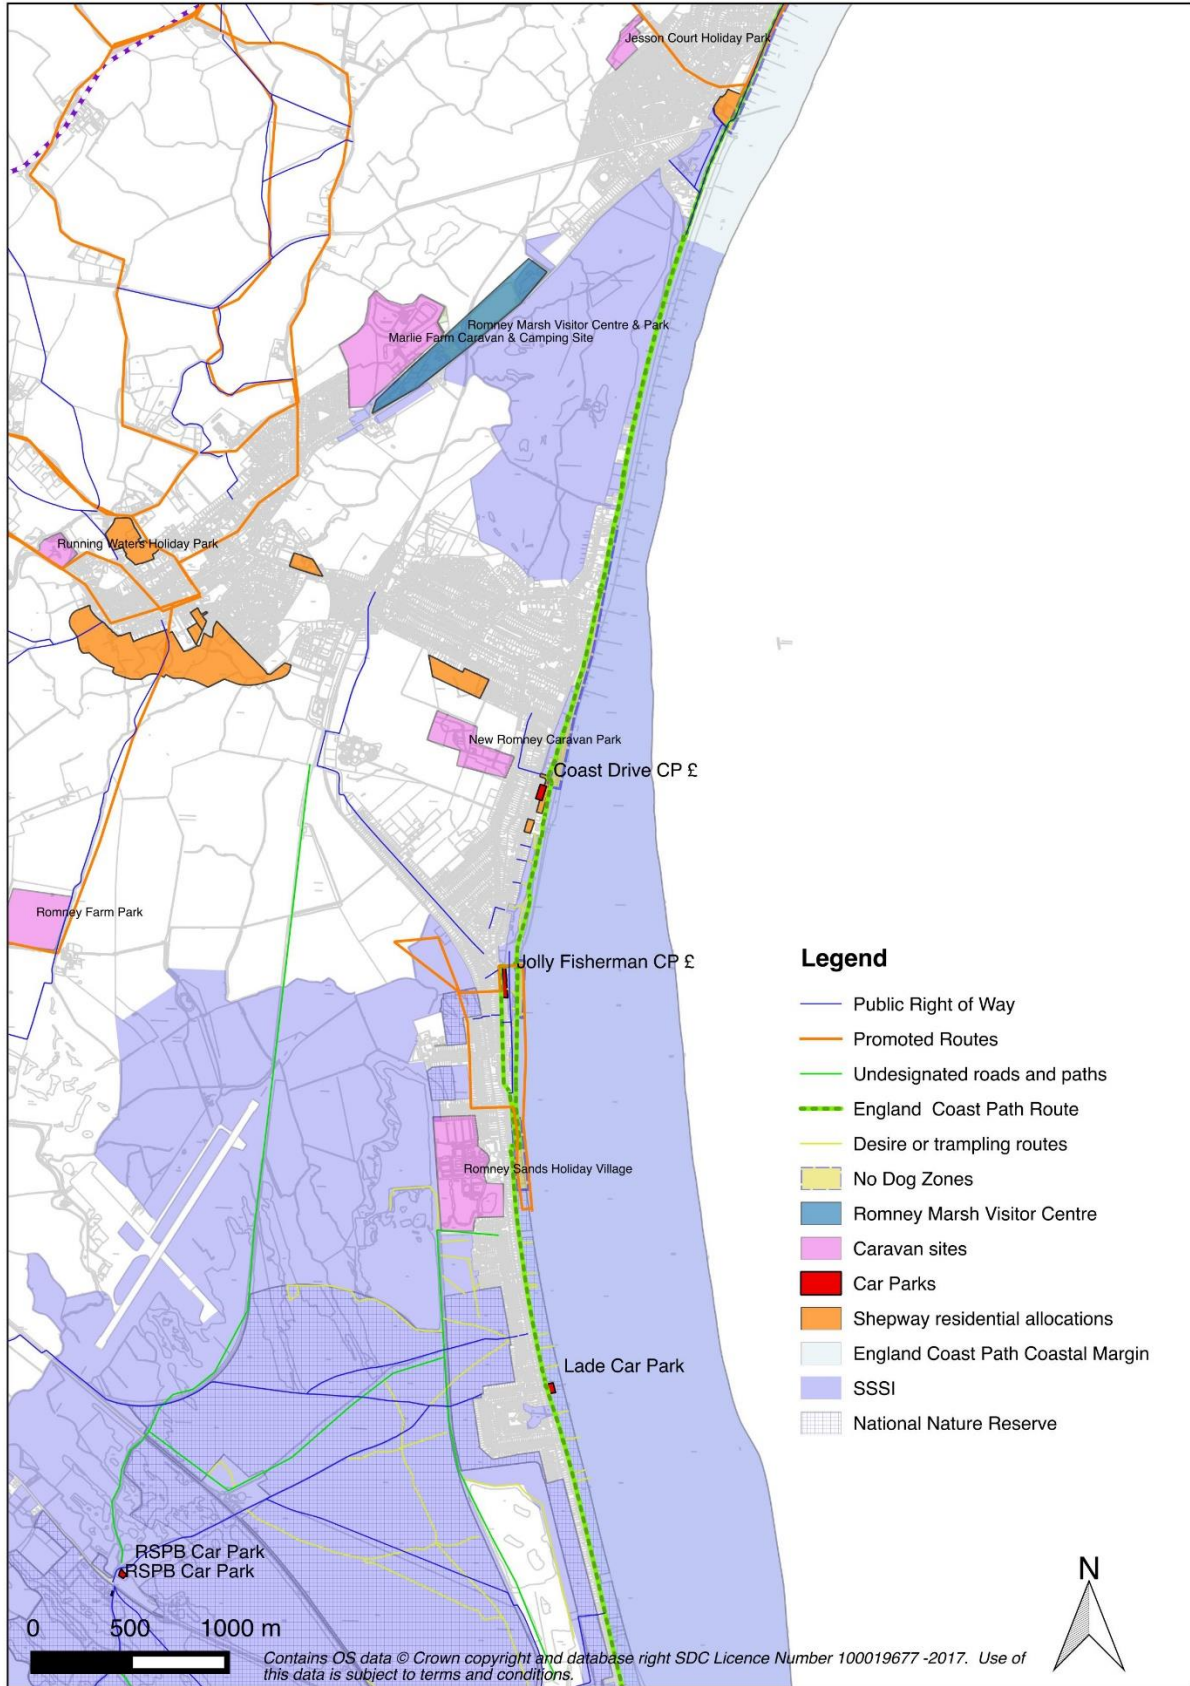 Jesson Court Holiday Park
Romney Marsh Visitor Centre & Park
Marlie Farm Caravan & Camping Site
Running Waters Holiday Park
New Romney Caravan Park
Coast Drive CP £
Romney Farm Park
Jolly Fisherman CP £
Romney Sands Holiday Village
Lade Car Park
RSPB Car Park
RSPB Car Park
Legend
Public Right of Way
Promoted Routes
Undesignated roads and paths
England Coast Path Route
Desire or trampling routes
No Dog Zones
Romney Marsh Visitor Centre
Caravan sites
Car Parks
Shepway residential allocations
England Coast Path Coastal Margin
SSSI
National Nature Reserve
N
0 500 1000 m
Contains OS data © Crown copyright and database right SDC Licence Number 100019677 -2017. Use of
this data is subject to terms and conditions.